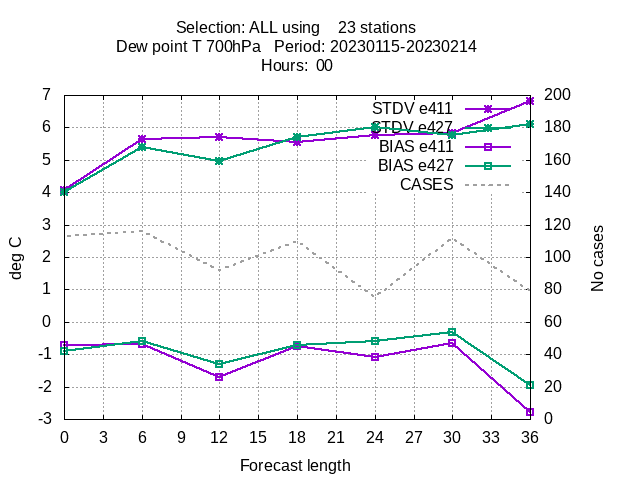 Selection: ALL using    23 stations
Dew point T 700hPa   Period: 20230115-20230214
Hours:  00
7
6
5
4
3
2
1
0
-1
-2
-3
deg C
STDV e411
STDV e427
BIAS e411
BIAS e427
CASES
200
180
160
140
120
100
80
60
40
20
0
No cases
0 3 6 9 12 15 18 21 24 27 30 33 36
Forecast length